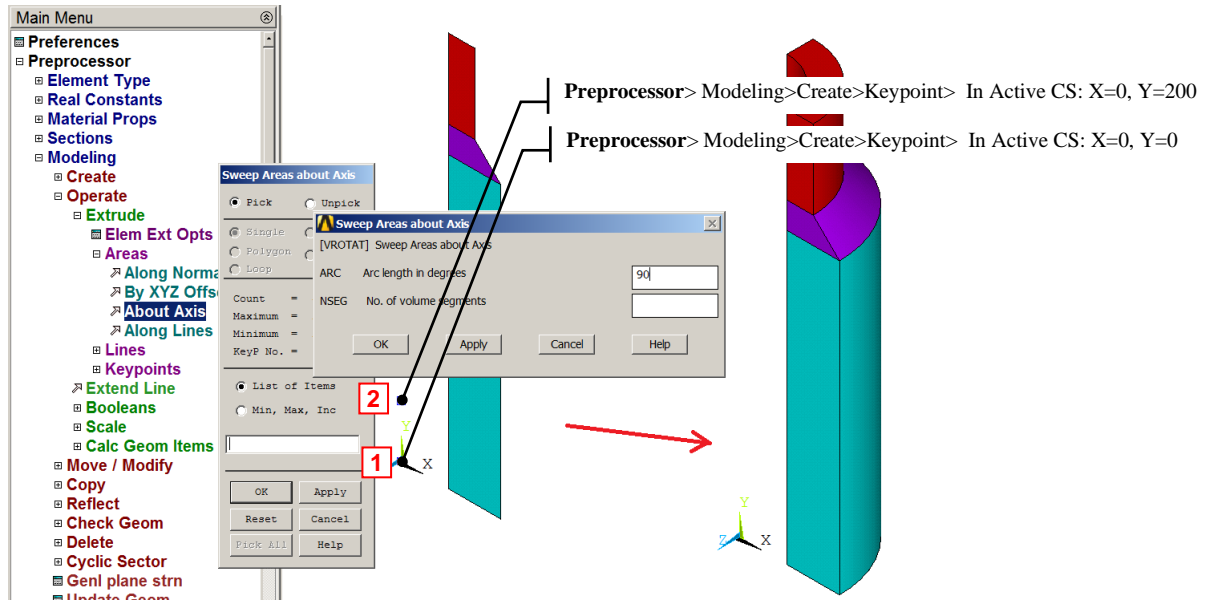 Main Menu
Preferences
Preprocessor
Element Type
Real Constants
Material Props
Sections
Modeling
Create
Operate
Extrude
Elem Ext Opts
Areas
Along Norma
By XYZ Offs
About Axis
Along Lines
Lines
Keypoints
Extend Line
Booleans
Scale
Calc Geom Items
Move / Modify
Copy
Reflect
Check Geom
Delete
Cyclic Sector
Genl plane strn
Update Geom
Sweep Areas about Axis
Pick Unpick
Single
Polygon
Loop
Count =
Maximum =
Minimum =
KeyP No. =
List of Items
Min, Max, Inc
OK Apply
Reset Cancel
Pick All Help
Sweep Areas about Axis
[VROTAT] Sweep Areas about Axis
ARC Arc length in degrees 90
NSEG No. of volume segments
OK Apply Cancel Help
Preprocessor> Modeling>Create>Keypoint> In Active CS: X=0, Y=200
Preprocessor> Modeling>Create>Keypoint> In Active CS: X=0, Y=0
2
1
Y
X
Y
Z X